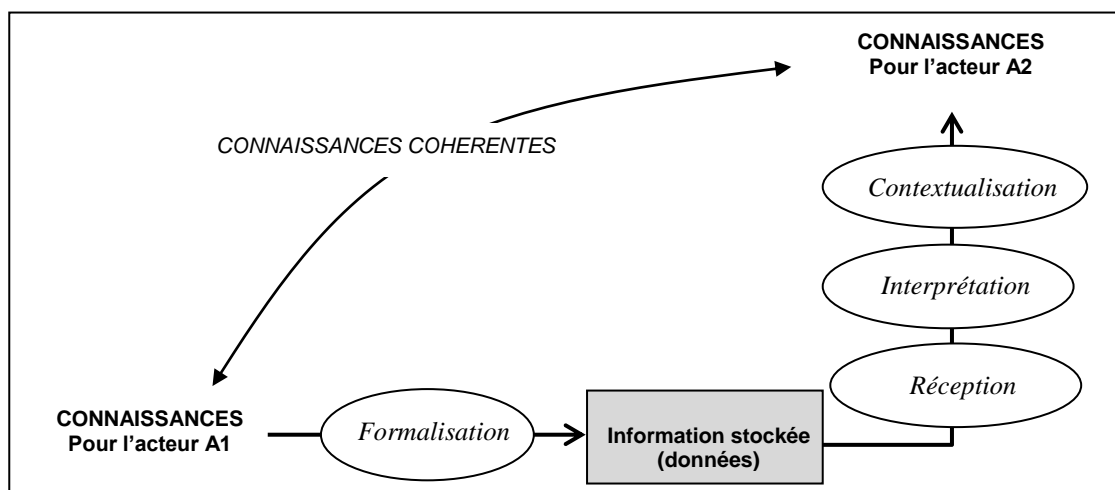 CONNAISSANCES
Pour l'acteur A2
CONNAISSANCES COHERENTES
Contextualisation
Interprétation
Réception
CONNAISSANCES
Pour l'acteur A1
Formalisation
Information stockée
(données)